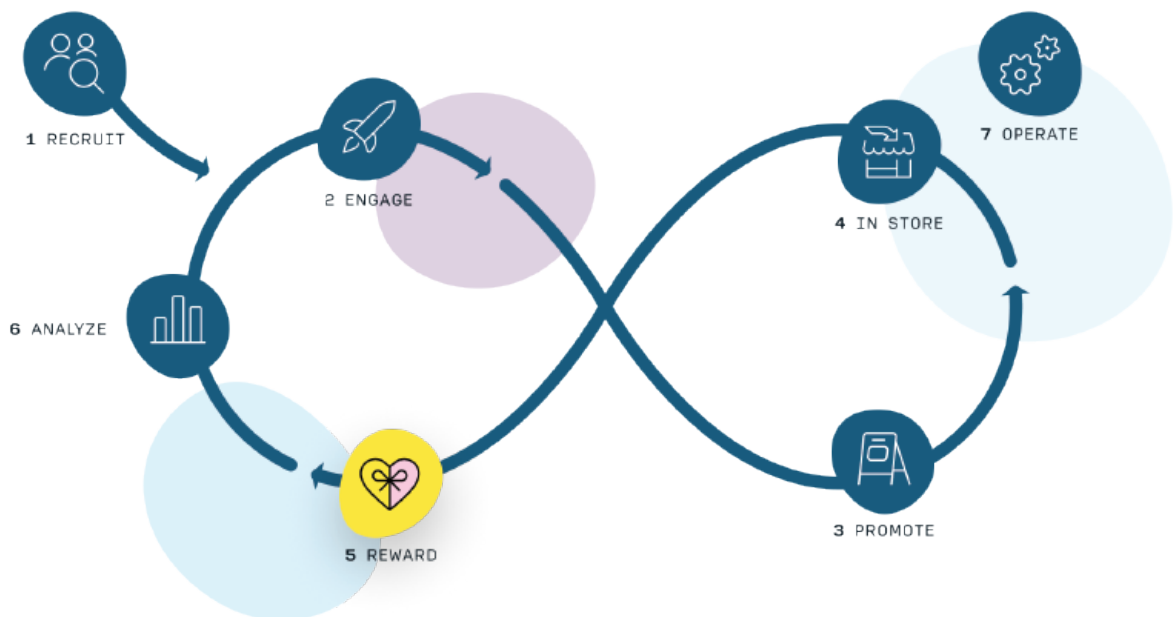 1 RECRUIT
2 ENGAGE
3 PROMOTE
4 IN STORE
5 REWARD
6 ANALYZE
7 OPERATE